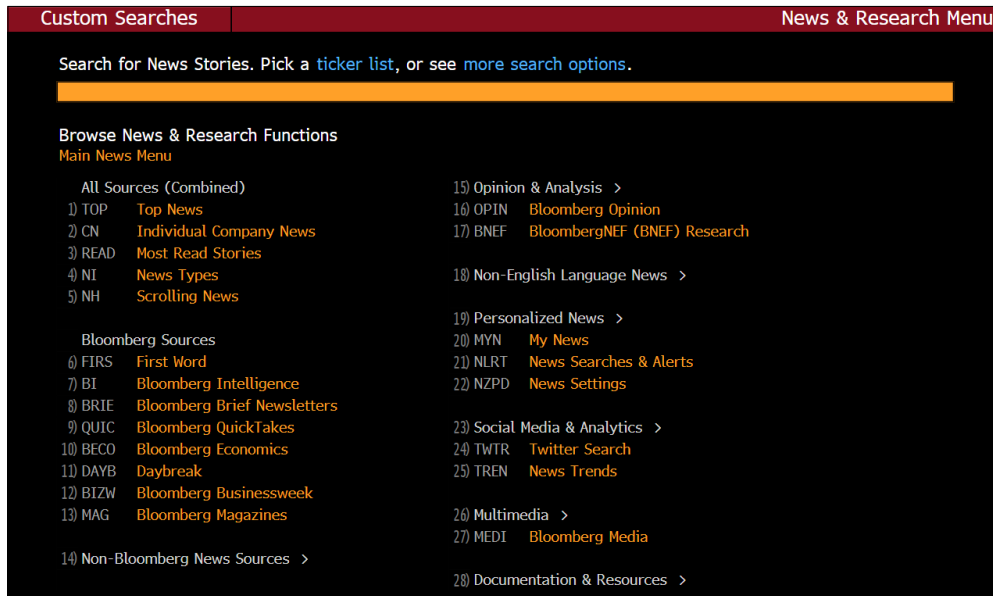 Custom Searches
News & Research Menu
Search for News Stories. Pick a ticker list, or see more search options.
Browse News & Research Functions
Main News Menu
All Sources (Combined)
1) TOP Top News
2) CN Individual Company News
3) READ Most Read Stories
4) NI News Types
5) NH Scrolling News
Bloomberg Sources
6) FIRS First Word
7) BI Bloomberg Intelligence
8) BRIE Bloomberg Brief Newsletters
9) QUIC Bloomberg QuickTakes
10) BECO Bloomberg Economics
11) DAYB Daybreak
12) BIZW Bloomberg Businessweek
13) MAG Bloomberg Magazines
14) Non-Bloomberg News Sources >
15) Opinion & Analysis >
16) OPIN Bloomberg Opinion
17) BNEF BloombergNEF (BNEF) Research
18) Non-English Language News >
19) Personalized News >
20) MYN My News
21) NLRT News Searches & Alerts
22) NZPD News Settings
23) Social Media & Analytics >
24) TWTR Twitter Search
25) TREN News Trends
26) Multimedia >
27) MEDI Bloomberg Media
28) Documentation & Resources >